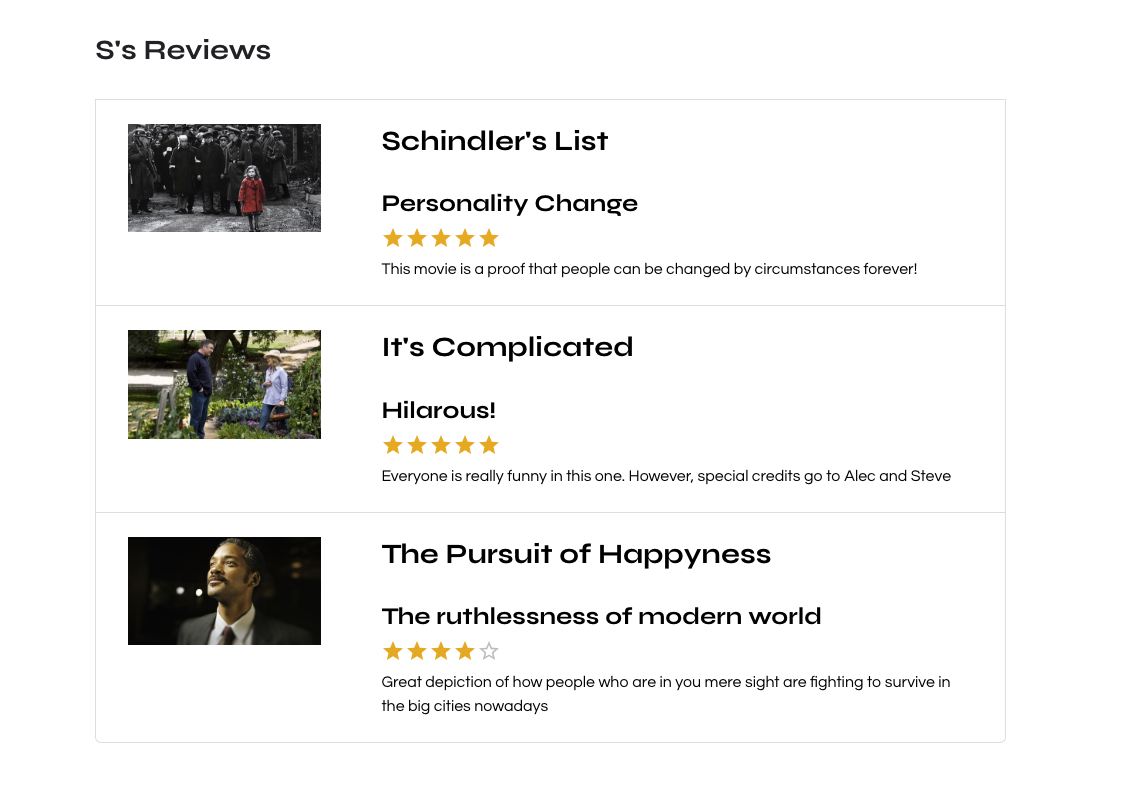 S's Reviews
Schindler's List
Personality Change
This movie is a proof that people can be changed by circumstances forever!
It's Complicated
Hilarous!
Everyone is really funny in this one. However, special credits go to Alec and Steve
The Pursuit of Happyness
The ruthlessness of modern world
Great depiction of how people who are in you mere sight are fighting to survive in
the big cities nowadays